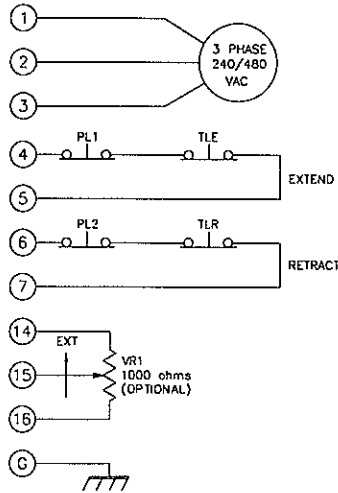 1
3 PHASE
240/480
VAC
2
3
PL1 TLE
4
EXTEND
5
PL2 TLR
6
RETRACT
7
14
EXT
VR1
1000 ohms
(OPTIONAL)
15
16
G